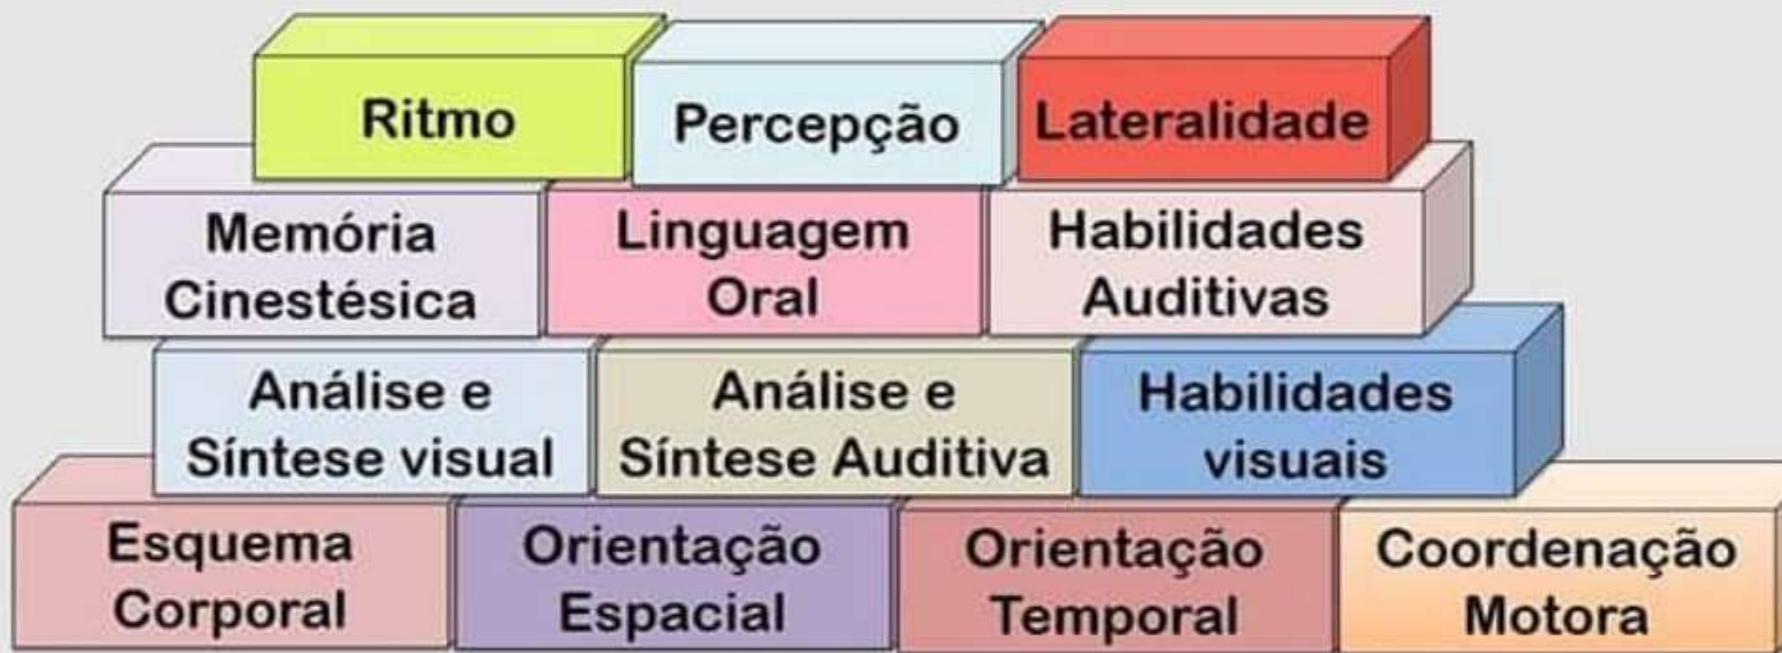 Ritmo
Percepção
Lateralidade
Memória
Cinestésica
Linguagem
Oral
Habilidades
Auditivas
Análise e
Síntese visual
Análise e
Síntese Auditiva
Habilidades
visuais
Esquema
Corporal
Orientação
Espacial
Orientação
Temporal
Coordenação
Motora